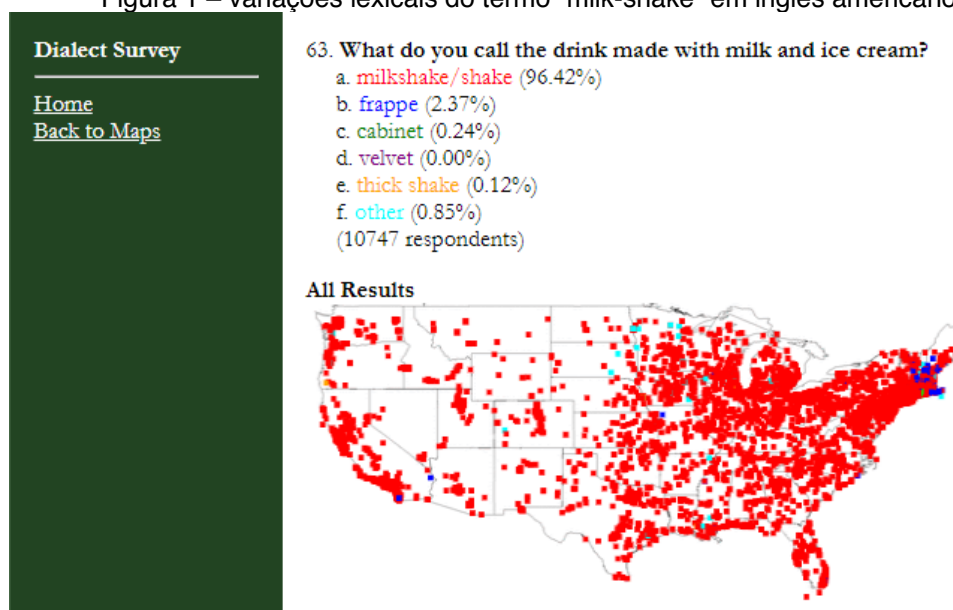 Figura 1 – variações lexicais do termo "milk-shake" em inglês americano
Dialect Survey
Home
Back to Maps
63. What do you call the drink made with milk and ice cream?
a. milkshake/shake (96.42%)
b. frappe (2.37%)
c. cabinet (0.24%)
d. velvet (0.00%)
e. thick shake (0.12%)
f. other (0.85%)
(10747 respondents)
All Results